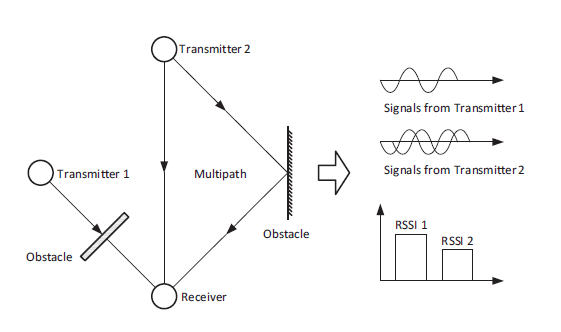 Transmitter 2
Transmitter 1
Multipath
Obstacle
Obstacle
Receiver
Signals from Transmitter 1
Signals from Transmitter 2
RSSI 1
RSSI 2